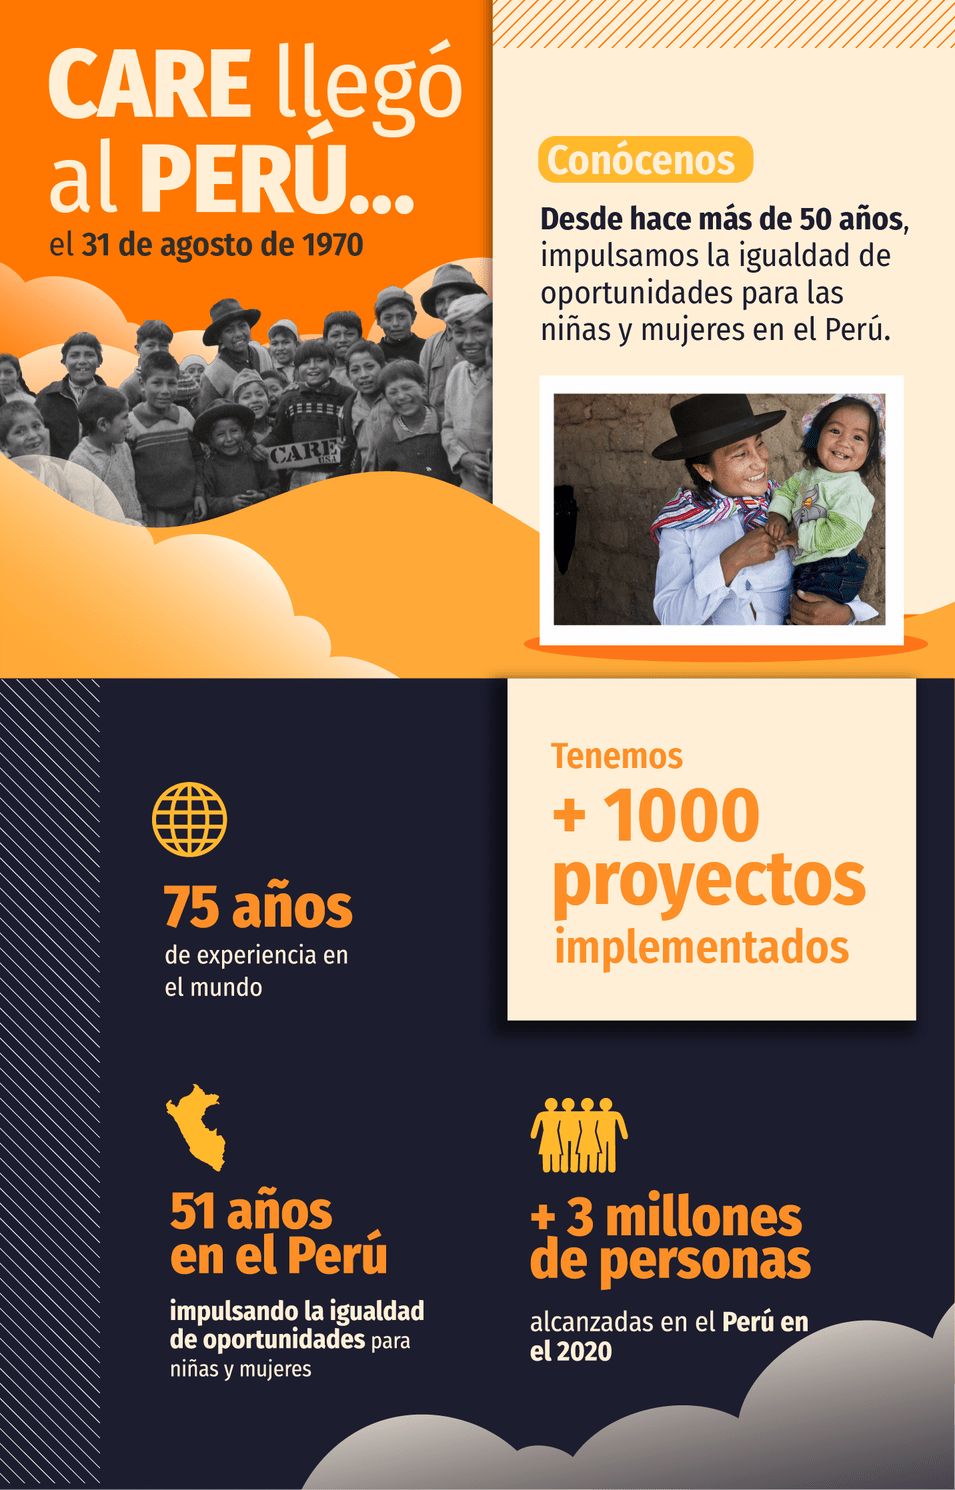 CARE llegó
al PERÚ...
el 31 de agosto de 1970
CARE
USA
Conócenos
Desde hace más de 50 años,
impulsamos la igualdad de
oportunidades para las
niñas y mujeres en el Perú.
Tenemos
+ 1000
proyectos
implementados
75 años
de experiencia en
el mundo
51 años
en el Perú
impulsando la igualdad
de oportunidades para
niñas y mujeres
+ 3 millones
de personas
alcanzadas en el Perú en
el 2020